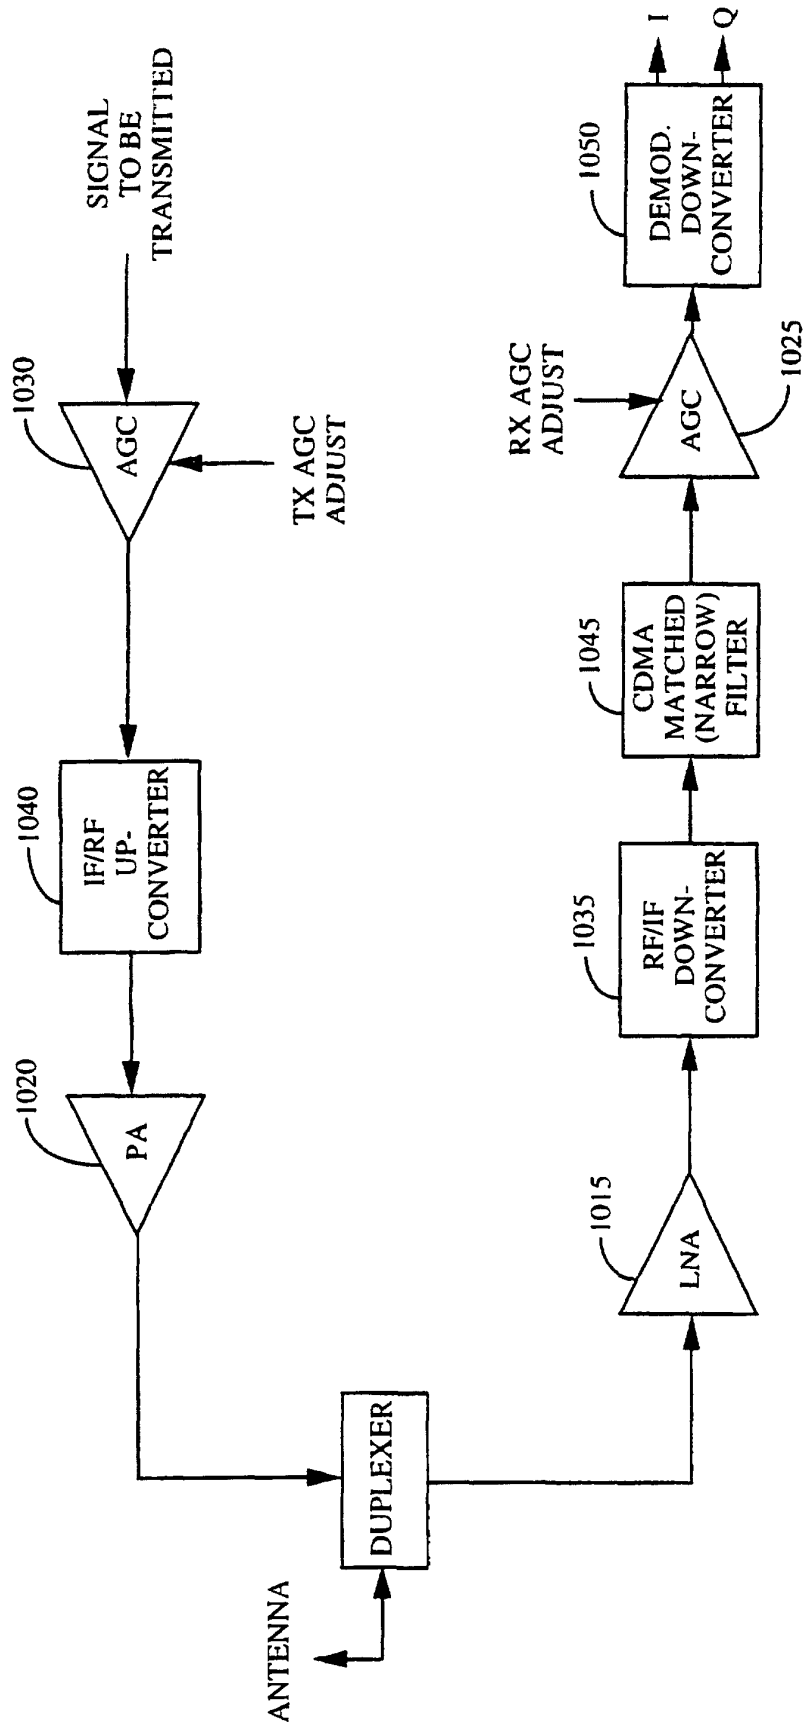 SIGNAL
TO BE
TRANSMITTED
1030
AGC
TX AGC
ADJUST
1040
IF/RF
UP-
CONVERTER
1020
PA
ANTENNA
DUPLEXER
1015
LNA
1035
RF/IF
DOWN-
CONVERTER
1045
CDMA
MATCHED
(NARROW)
FILTER
RX AGC
ADJUST
AGC
1025
1050
DEMOD.
DOWN-
CONVERTER
I
Q